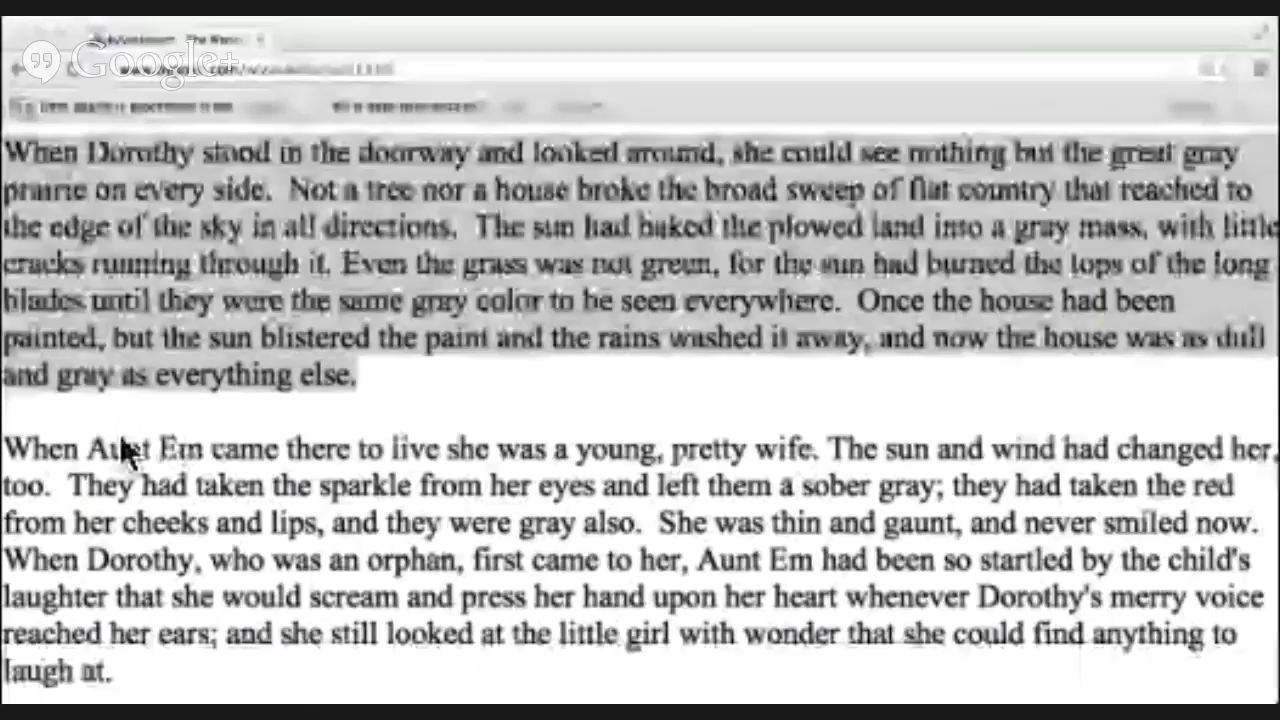 Google+
When Dorothy stood in the doorway and looked around, she could see nothing but the great gray
prairie on every side. Not a tree nor a house broke the broad sweep of flat country that reached to
the edge of the sky in all directions. The sun had baked the plowed land into a gray mass, with little
cracks running through it. Even the grass was not green, for the sun had burned the tops of the long
blades until they were the same gray color to be seen everywhere. Once the house had been
painted, but the sun blistered the paint and the rains washed it away, and now the house was as dull
and gray as everything else.
When Aunt Em came there to live she was a young, pretty wife. The sun and wind had changed her,
too. They had taken the sparkle from her eyes and left them a sober gray; they had taken the red
from her cheeks and lips, and they were gray also. She was thin and gaunt, and never smiled now.
When Dorothy, who was an orphan, first came to her, Aunt Em had been so startled by the child's
laughter that she would scream and press her hand upon her heart whenever Dorothy's merry voice
reached her ears; and she still looked at the little girl with wonder that she could find anything to
laugh at.